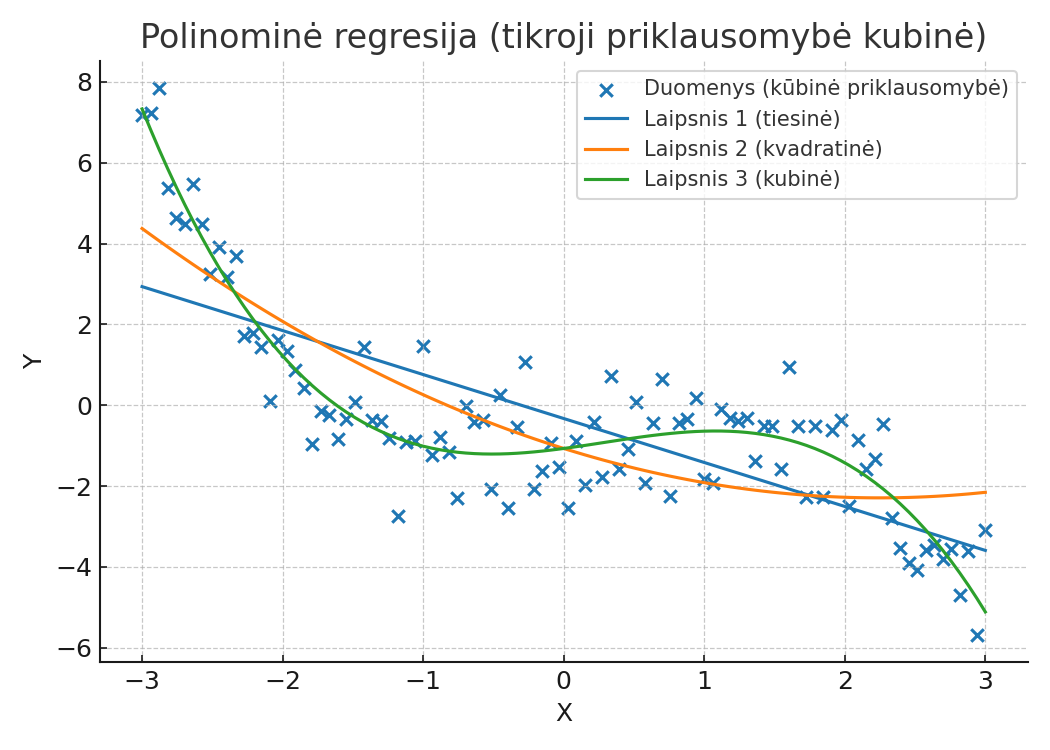 Polinominė regresija (tikroji priklausomybė kubinė)
Duomenys (kūbinė priklausomybė)
Laipsnis 1 (tiesinė)
Laipsnis 2 (kvadratinė)
Laipsnis 3 (kubinė)
8
6
4
2
0
−2
−4
−6
Y
−3 −2 −1 0 1 2 3
X